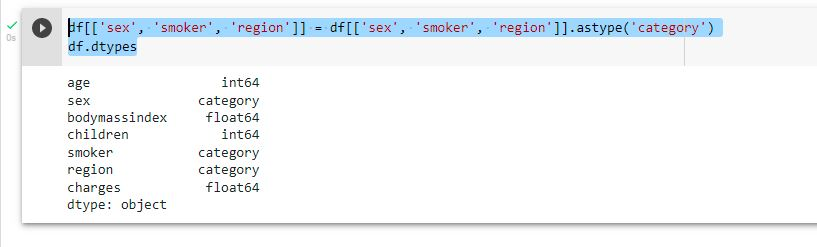 df[['sex', 'smoker', 'region']] = df[['sex', 'smoker', 'region']].astype('category')
df.dtypes
0s
age int64
sex category
bodymassindex float64
children int64
smoker category
region category
charges float64
dtype: object